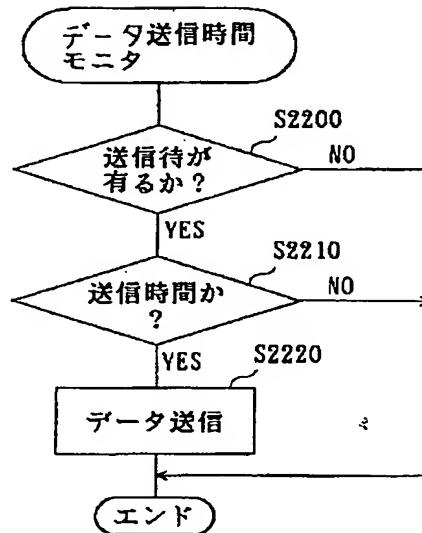 データ送信時間
モニタ
S2200
送信待が
有るか?
NO
YES
S2210
送信時間か
?
NO
YES
S2220
データ送信
エンド